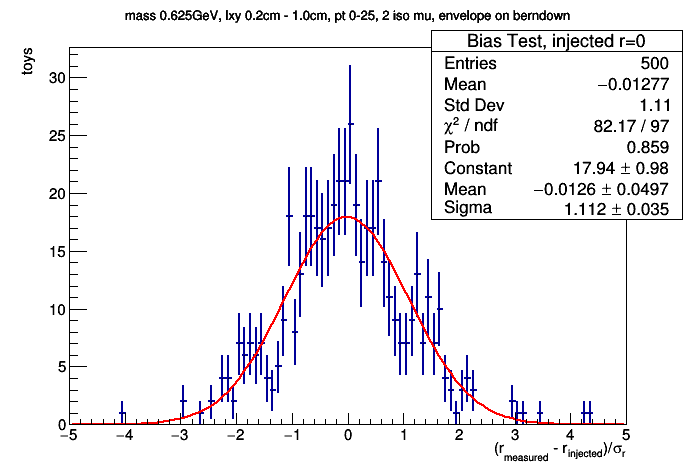 mass 0.625GeV, lxy 0.2cm - 1.0cm, pt 0-25, 2 iso mu, envelope on berndown
Bias Test, injected r=0
Entries 500
Mean −0.01277
Std Dev 1.11
χ² / ndf 82.17 / 97
Prob 0.859
Constant 17.94 ± 0.98
Mean −0.0126 ± 0.0497
Sigma 1.112 ± 0.035
toys
30
25
20
15
10
5
0
−5 −4 −3 −2 −1 0 1 2 3 4 5
(r_measured - r_injected)/σ_r